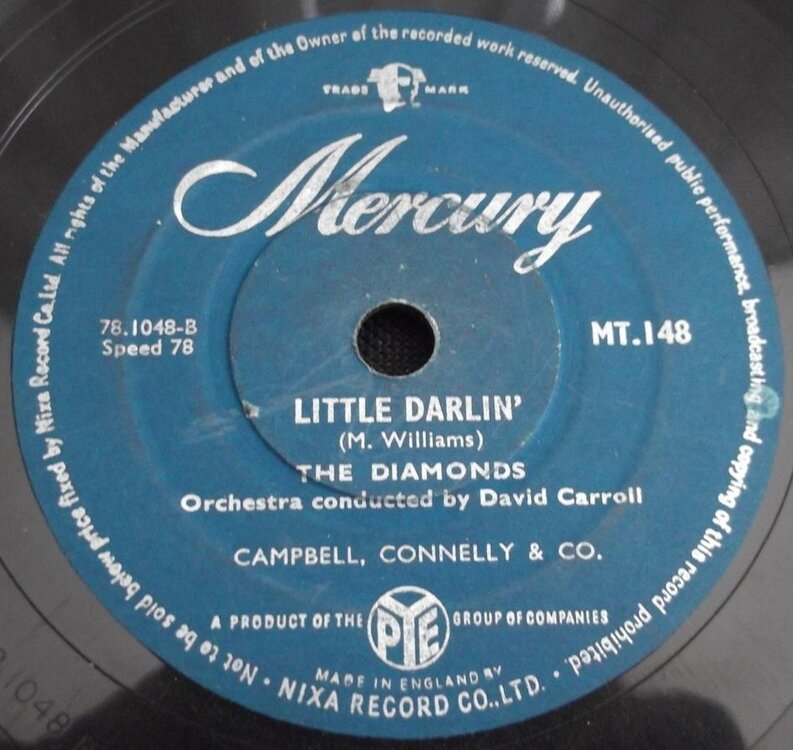 All rights of the Manufacturer and of the Owner of the recorded work reserved. Unauthorised public performance, broadcasting and copying of this record prohibited.
TRADE MARK
Mercury
78.1048-B
Speed 78
MT.148
LITTLE DARLIN'
(M. Williams)
THE DIAMONDS
Orchestra conducted by David Carroll
CAMPBELL, CONNELLY & CO.
A PRODUCT OF THE PYE GROUP OF COMPANIES
MADE IN ENGLAND BY
• NIXA RECORD CO., LTD. •
Not to be sold below price fixed by Nixa Record Co. Ltd.
1048